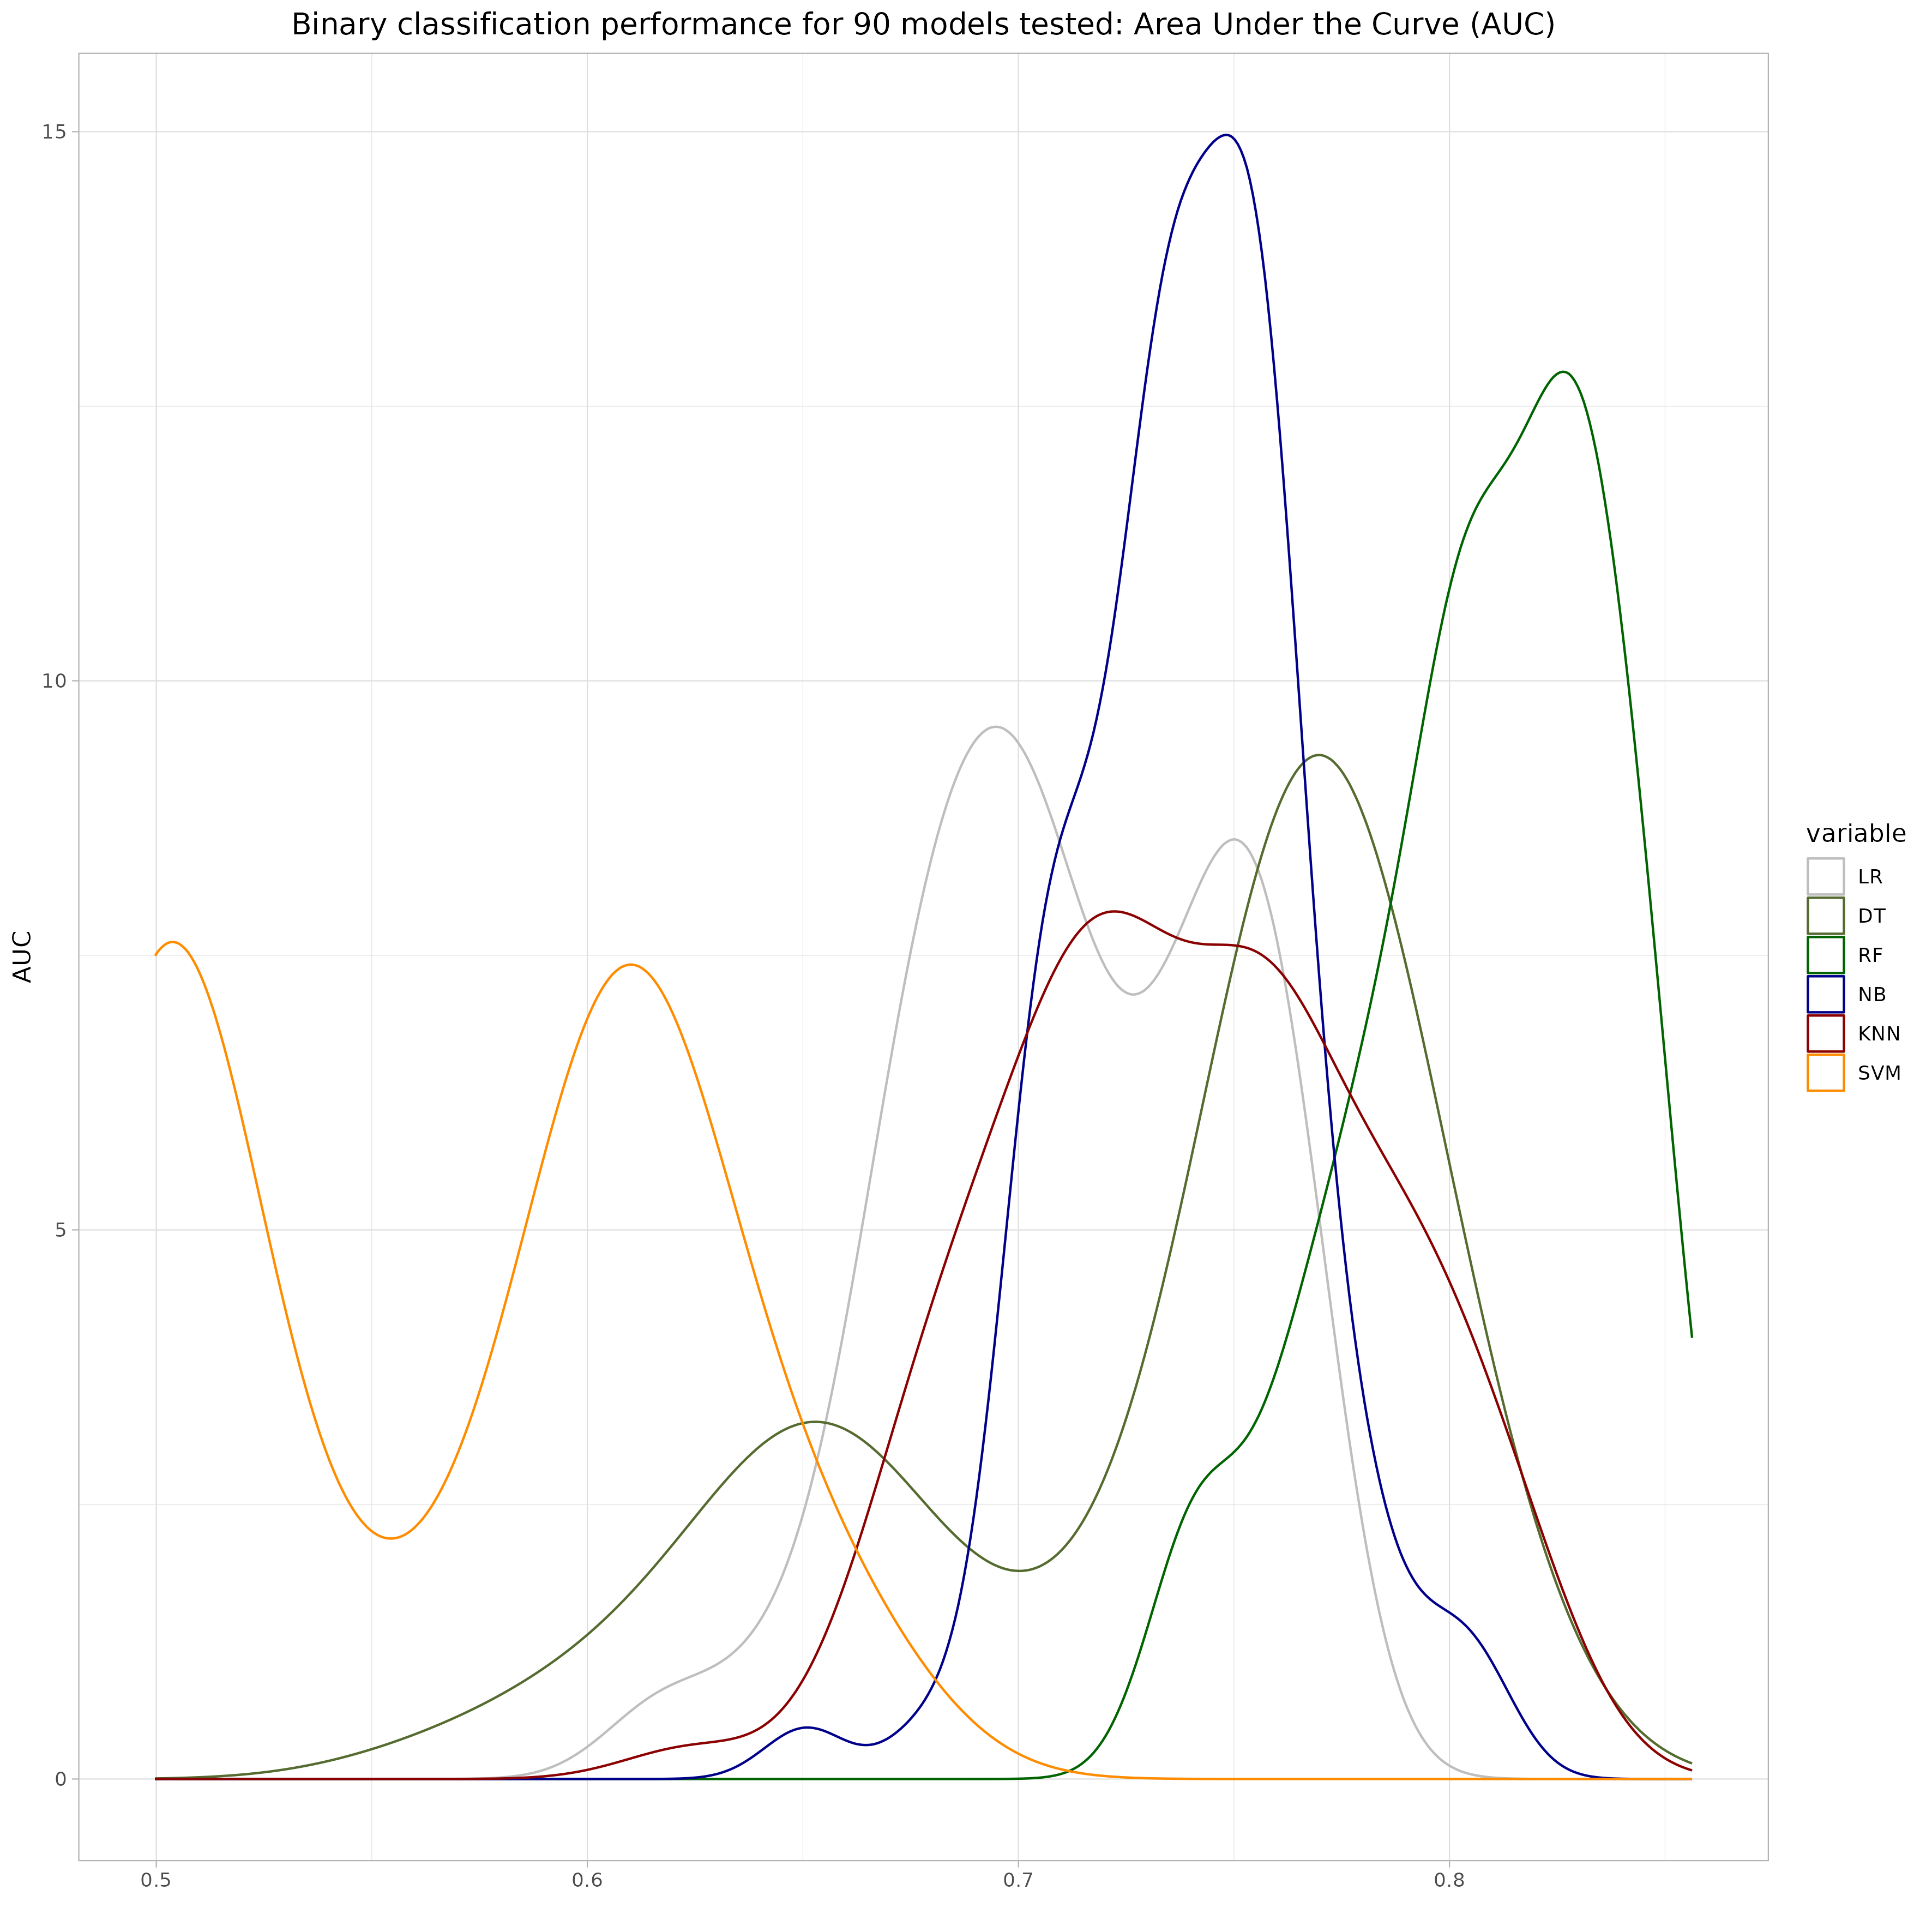 Binary classification performance for 90 models tested: Area Under the Curve (AUC)
15
10
5
0
AUC
0.5 0.6 0.7 0.8
variable
LR
DT
RF
NB
KNN
SVM